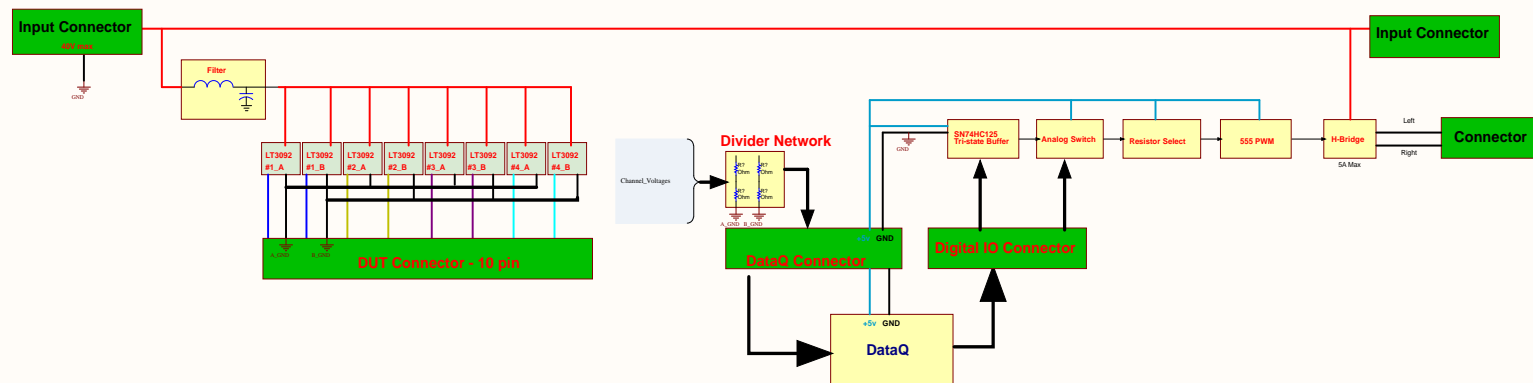 Input Connector
40V max
GND
Input Connector
Filter
LT3092
#1_A
LT3092
#1_B
LT3092
#2_A
LT3092
#2_B
LT3092
#3_A
LT3092
#3_B
LT3092
#4_A
LT3092
#4_B
A_GND
B_GND
DUT Connector - 10 pin
Channel_Voltages
Divider Network
R?
Ohm
R?
Ohm
R?
Ohm
R?
Ohm
A_GND
B_GND
GND
SN74HC125
Tri-state Buffer
Analog Switch
Resistor Select
555 PWM
H-Bridge
5A Max
Left
Right
Connector
+5v
GND
DataQ Connector
Digital IO Connector
+5v
GND
DataQ